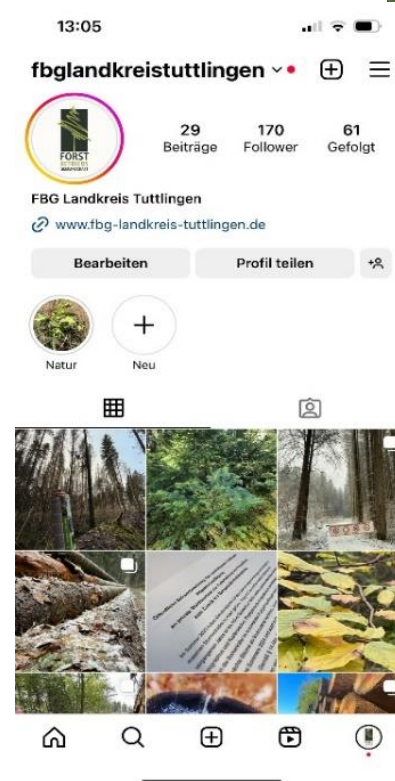 13:05
fbglandkreistuttlingen
29 170 61
Beiträge Follower Gefolgt
FORST
FBG Landkreis Tuttlingen
www.fbg-landkreis-tuttlingen.de
Bearbeiten Profil teilen
Natur Neu